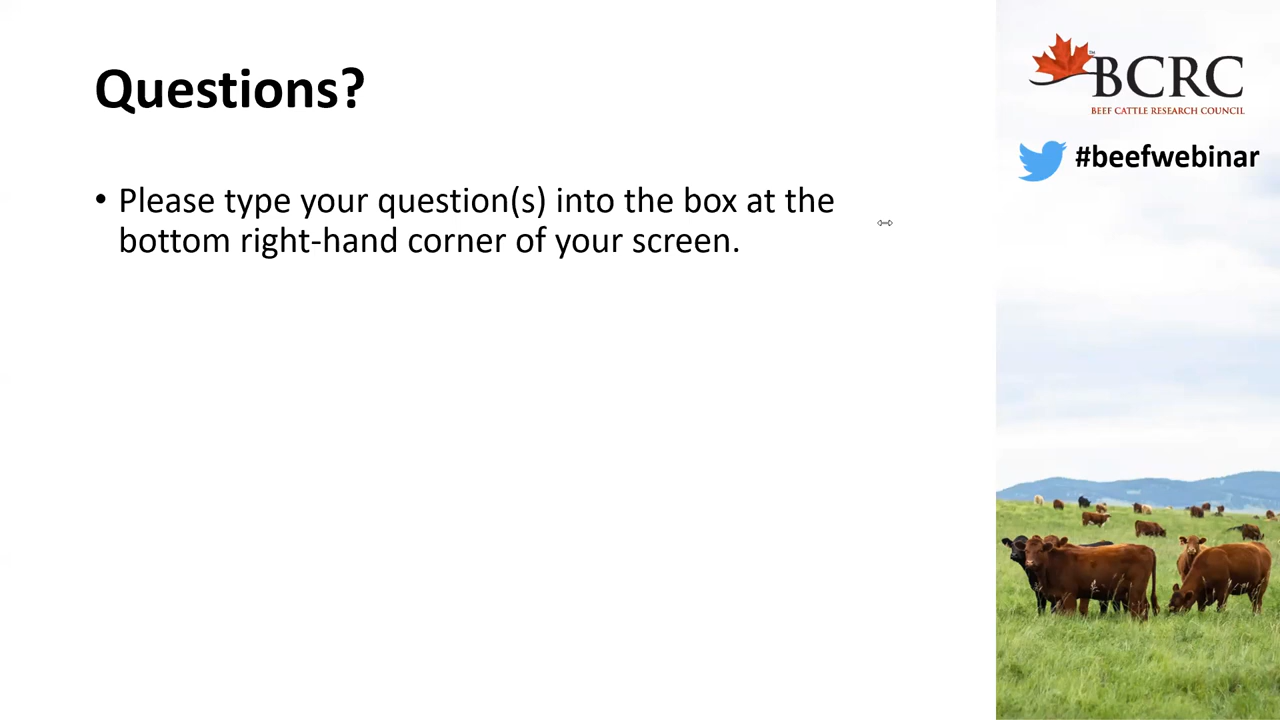 Questions?
• Please type your question(s) into the box at the
bottom right-hand corner of your screen.
BCRC
BEEF CATTLE RESEARCH COUNCIL
#beefwebinar